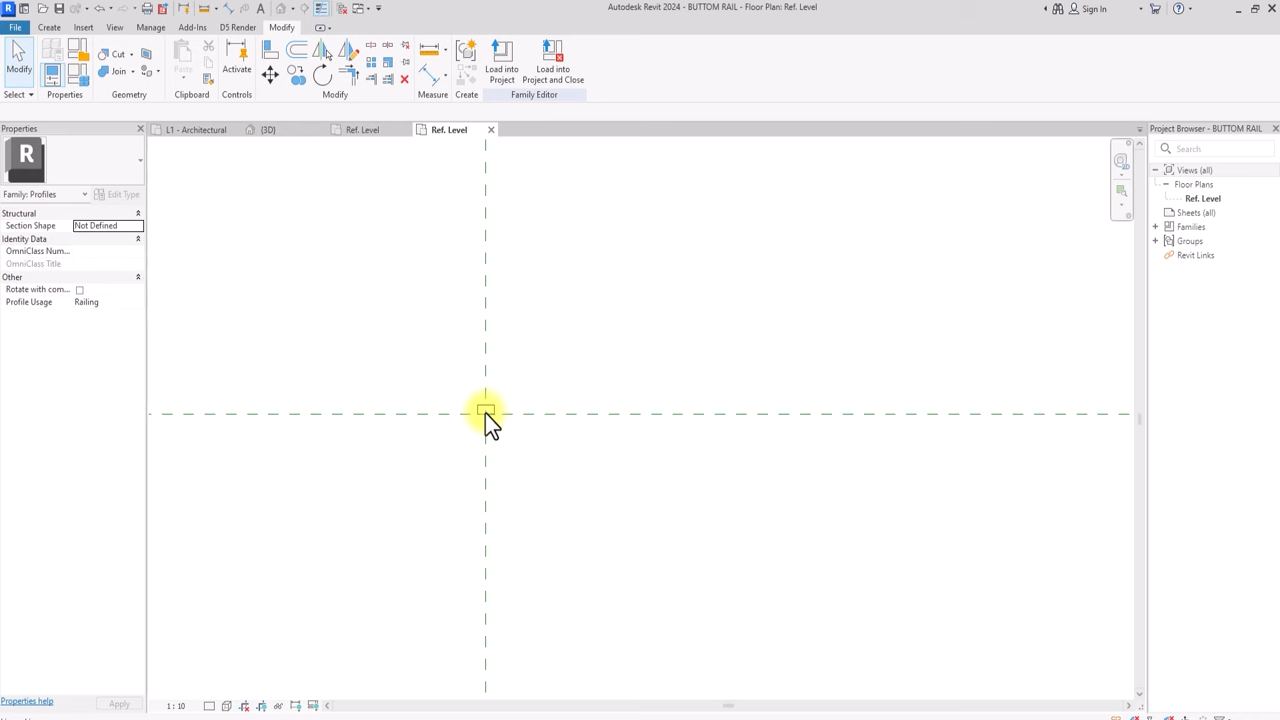 Autodesk Revit 2024 - BUTTOM RAIL - Floor Plan: Ref. Level
Sign In
File Create Insert View Manage Add-Ins D5 Render Modify
Modify
Cut
Join
Paste
Activate
Load into Project
Load into Project and Close
Select Properties Geometry Clipboard Controls Modify Measure Create Family Editor
Properties
L1 - Architectural (3D) Ref. Level Ref. Level
Project Browser - BUTTOM RAIL
R
Search
Family: Profiles Edit Type
Structural
Section Shape Not Defined
Identity Data
OmniClass Num...
OmniClass Title
Other
Rotate with com...
Profile Usage Railing
Views (all)
Floor Plans
Ref. Level
Sheets (all)
Families
Groups
Revit Links
Properties help Apply
1 : 10